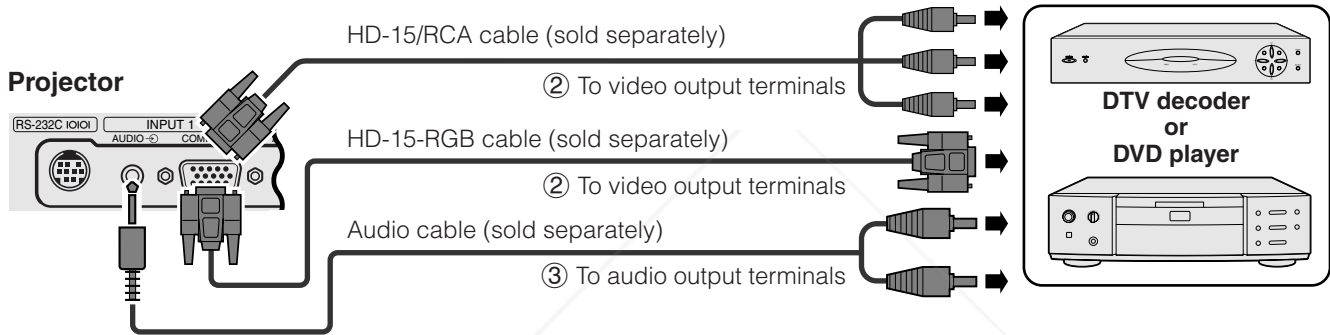 HD-15/RCA cable (sold separately)
② To video output terminals
Projector
RS-232C IOIOI
INPUT 1
AUDIO
HD-15-RGB cable (sold separately)
② To video output terminals
Audio cable (sold separately)
③ To audio output terminals
DTV decoder
or
DVD player